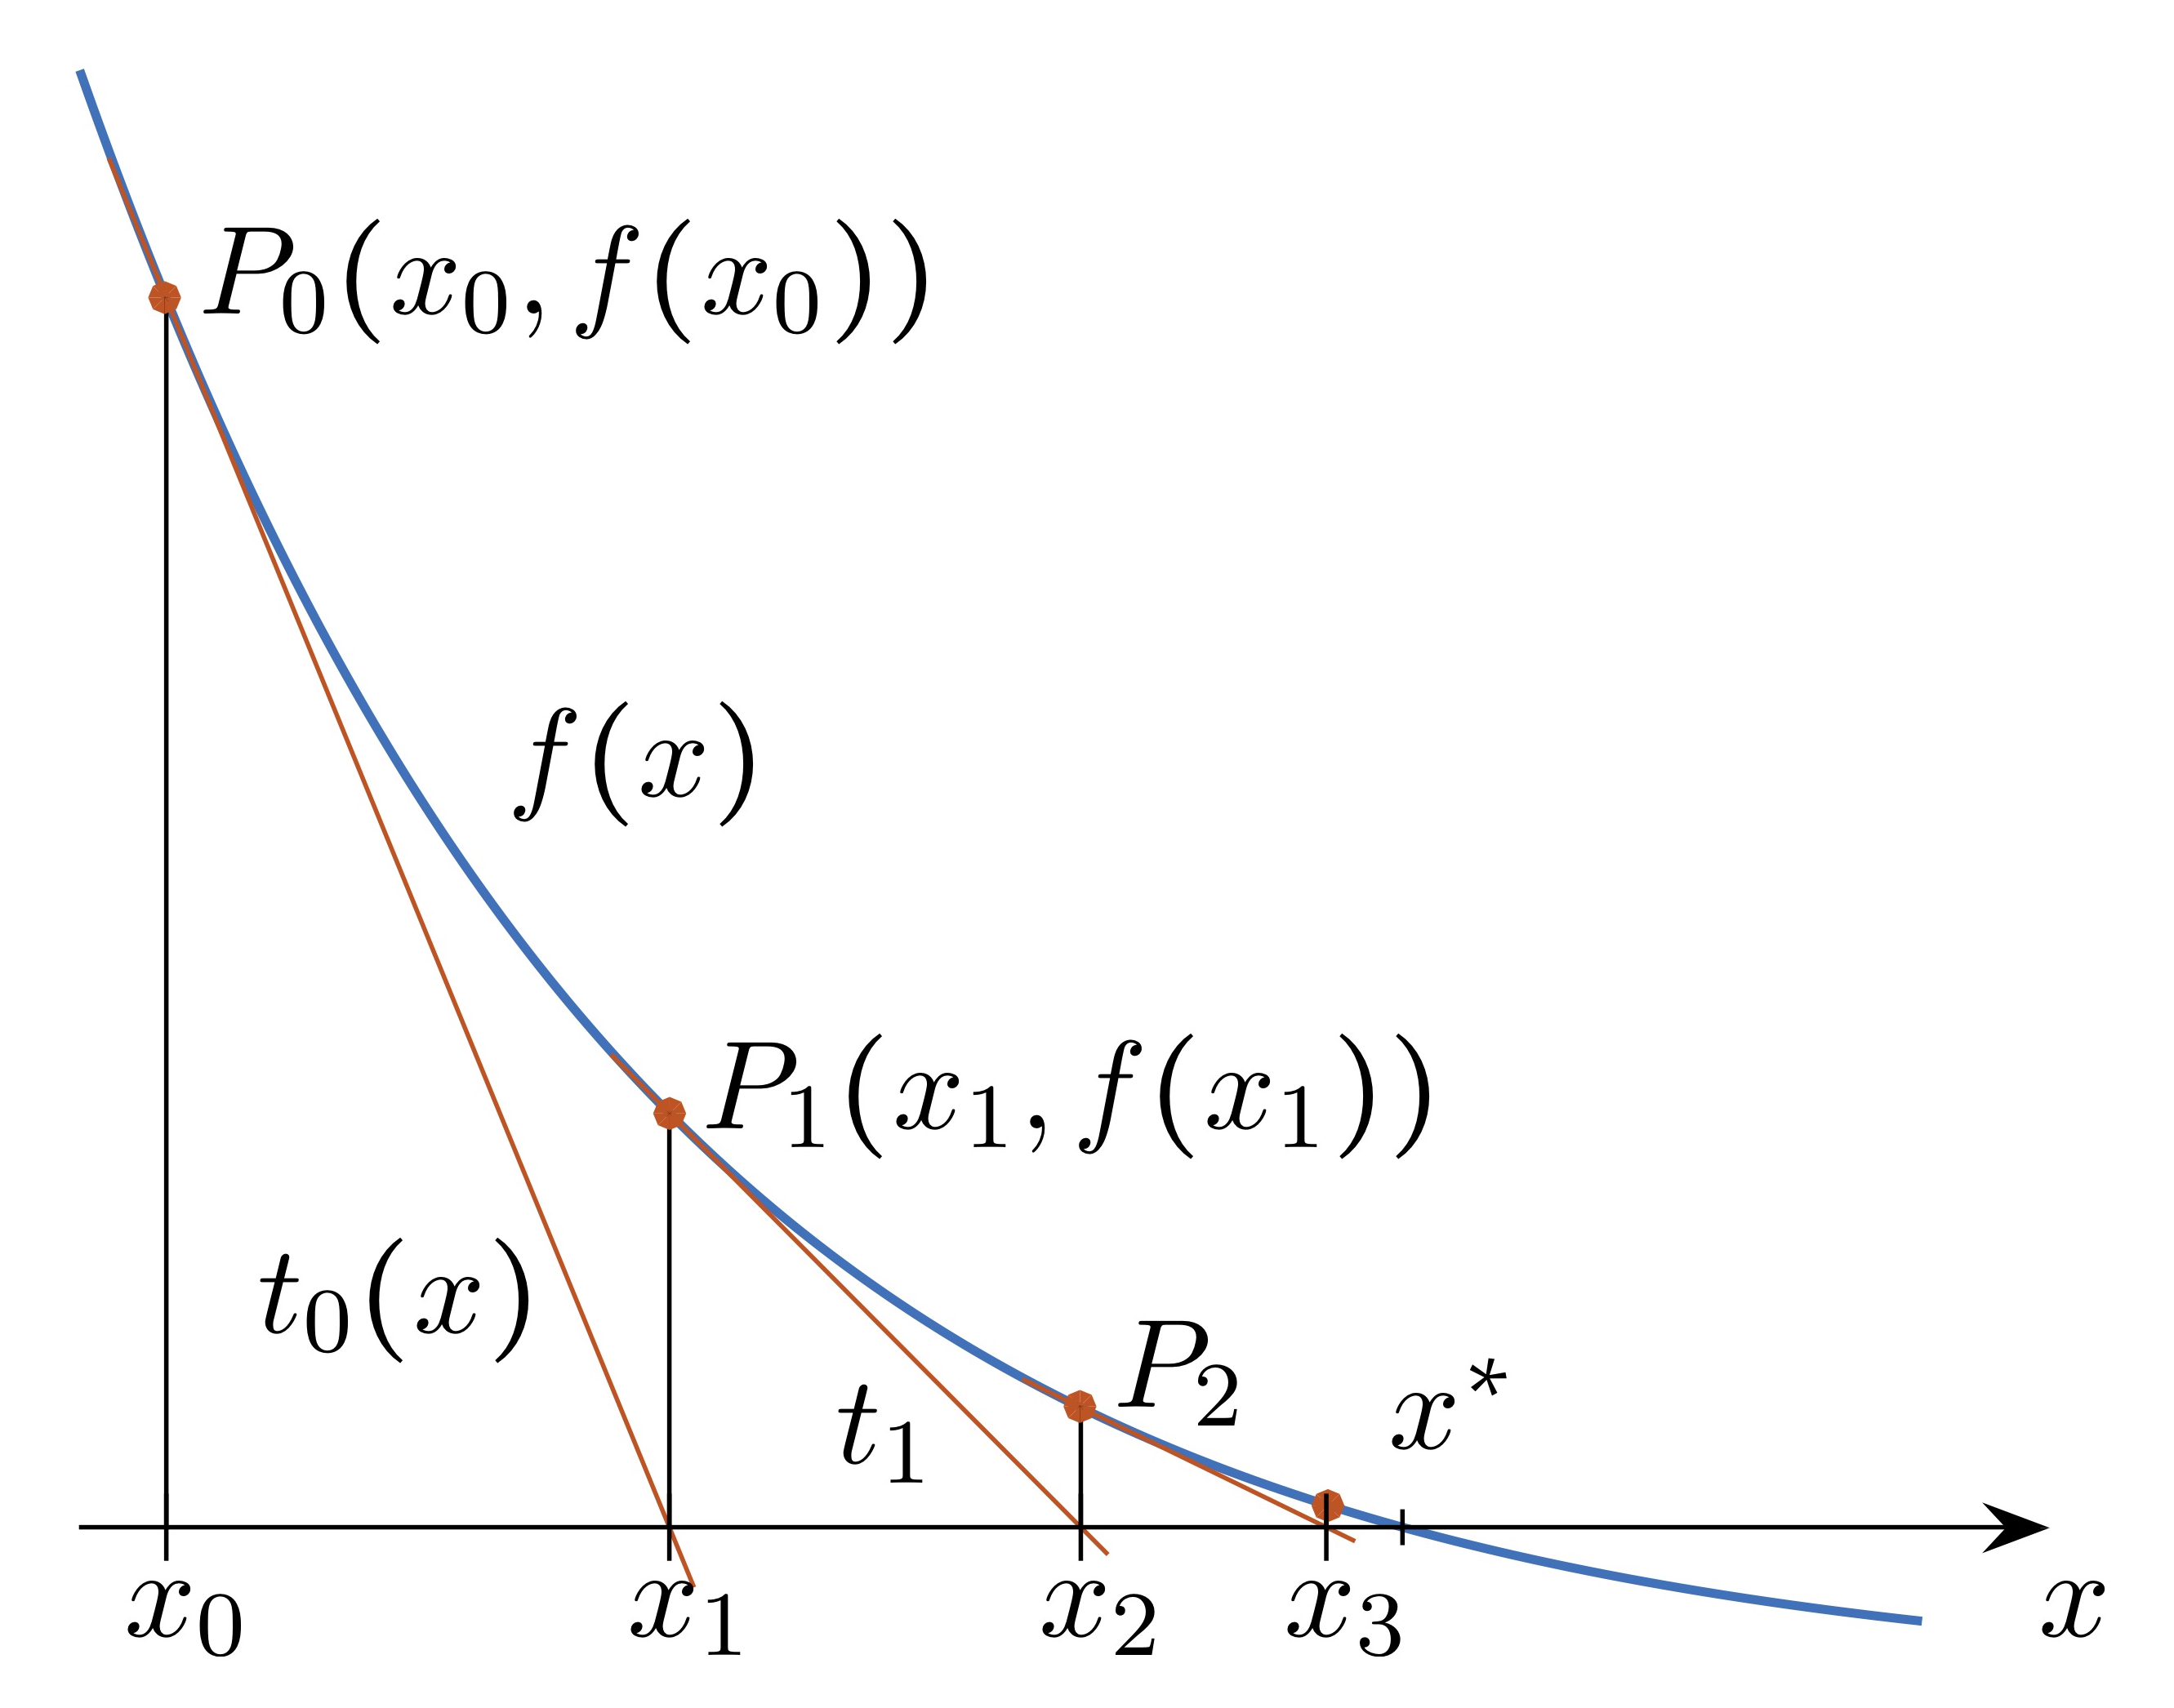 P₀(x₀, f(x₀))
f(x)
P₁(x₁, f(x₁))
t₀(x)
P₂
x*
t₁
x₀ x₁ x₂ x₃ x